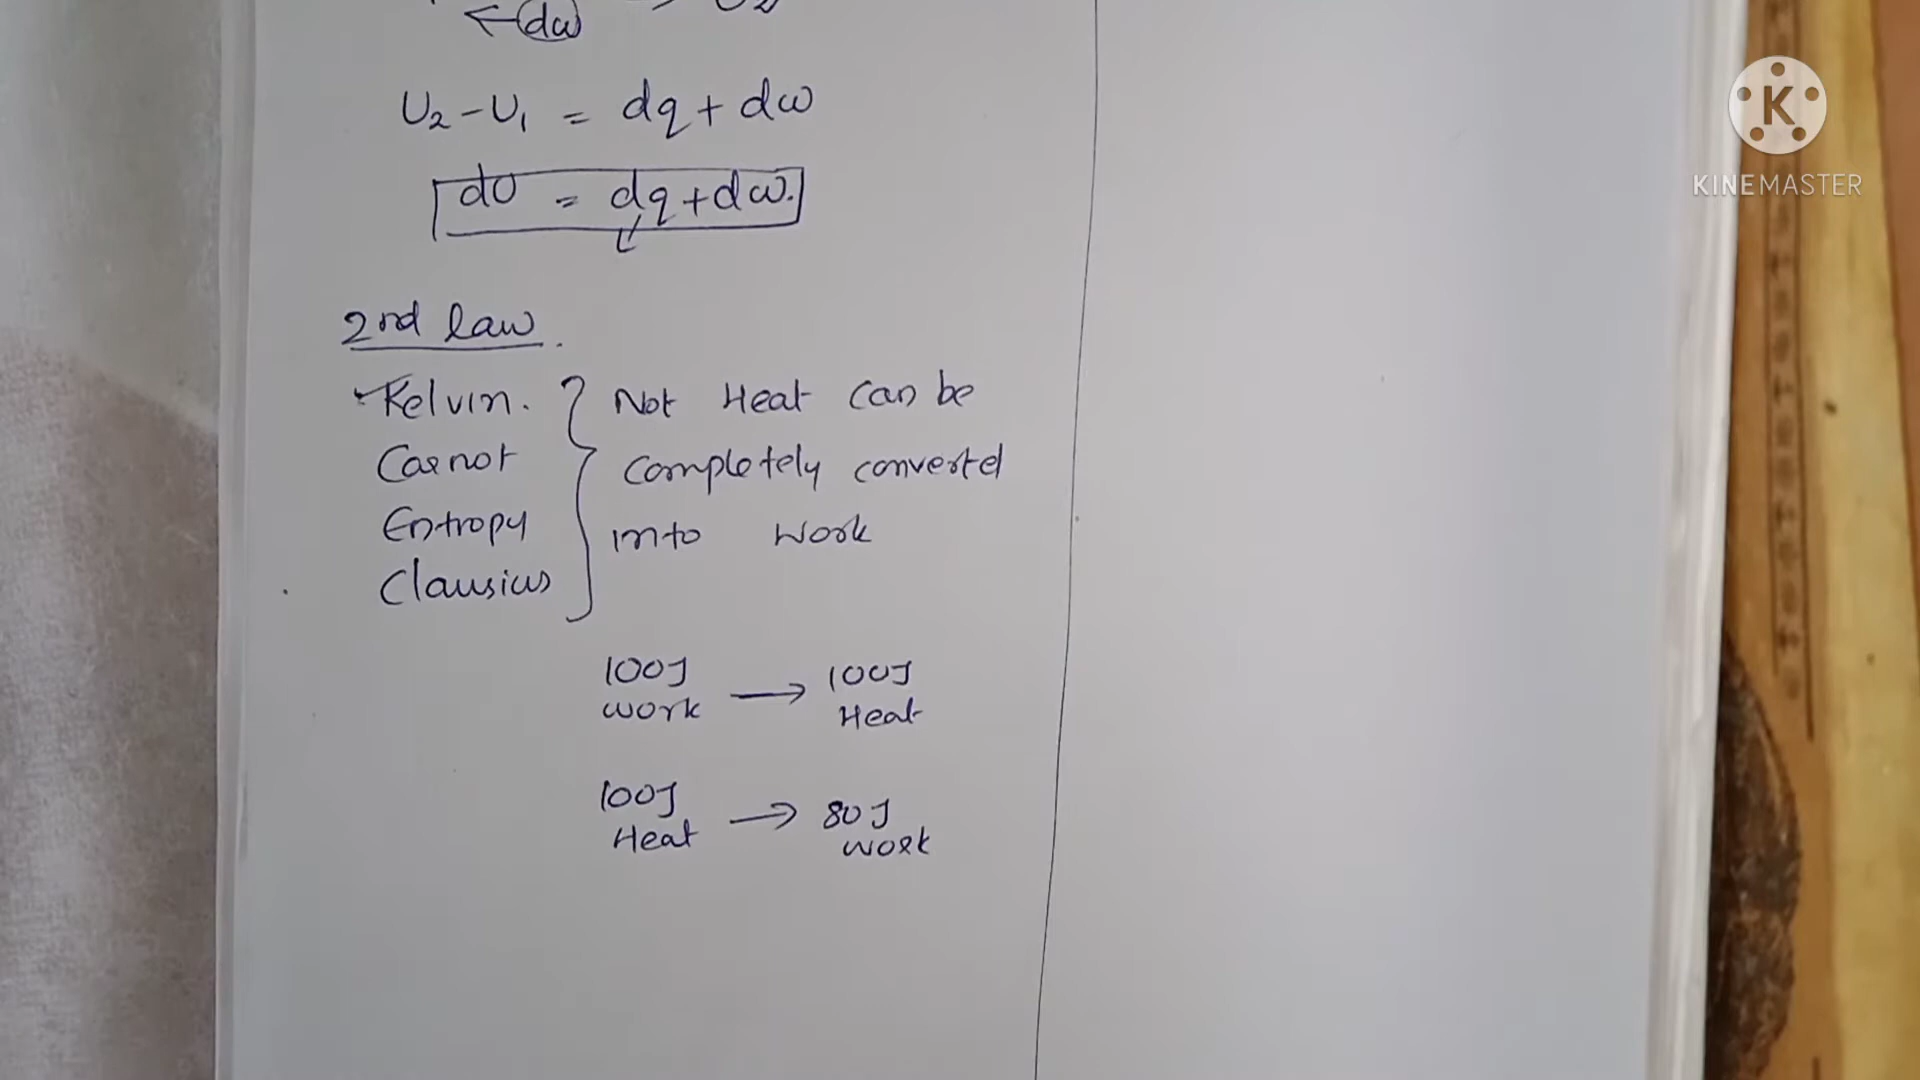 ←dω
U₂-U₁ = dq+dω
dU = dq+dω.
2nd law.
Kelvin. Not Heat can be
Carnot completely converted
Entropy into work
Clausius
100J → 100J
work Heat
100J → 80J
Heat work
K
KINEMASTER